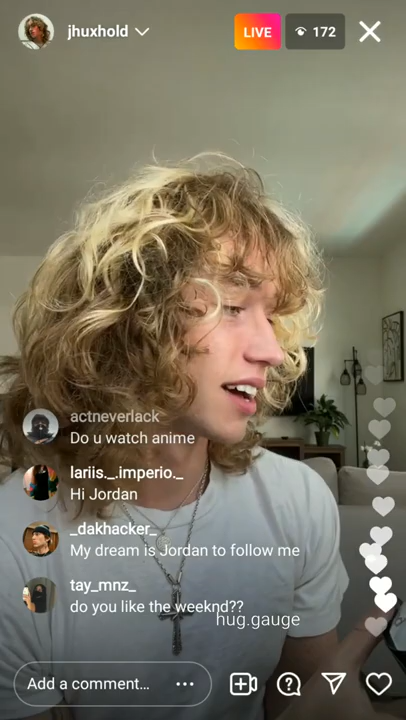 jhuxhold
LIVE
172
actneverlack
Do u watch anime
lariis._.imperio._
Hi Jordan
_dakhacker_
My dream is Jordan to follow me
tay_mnz_
do you like the weeknd??
hug.gauge
Add a comment...